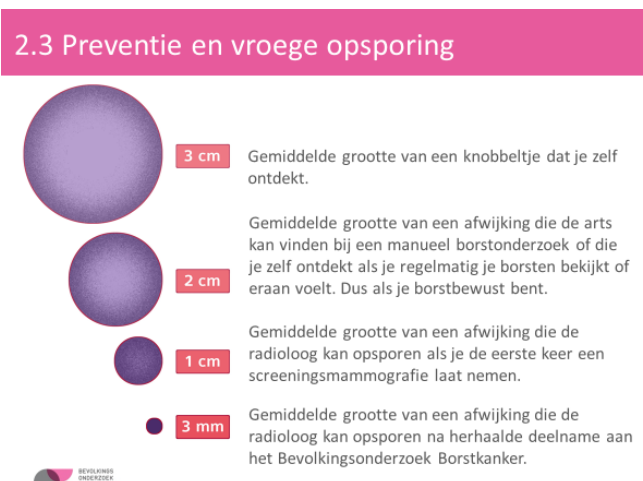 2.3 Preventie en vroege opsporing
3 cm
Gemiddelde grootte van een knobbeltje dat je zelf
ontdekt.
2 cm
Gemiddelde grootte van een afwijking die de arts
kan vinden bij een manueel borstonderzoek of die
je zelf ontdekt als je regelmatig je borsten bekijkt of
eraan voelt. Dus als je borstbewust bent.
1 cm
Gemiddelde grootte van een afwijking die de
radioloog kan opsporen als je de eerste keer een
screeningsmammografie laat nemen.
3 mm
Gemiddelde grootte van een afwijking die de
radioloog kan opsporen na herhaalde deelname aan
het Bevolkingsonderzoek Borstkanker.
BEVOLKINGS
ONDERZOEK